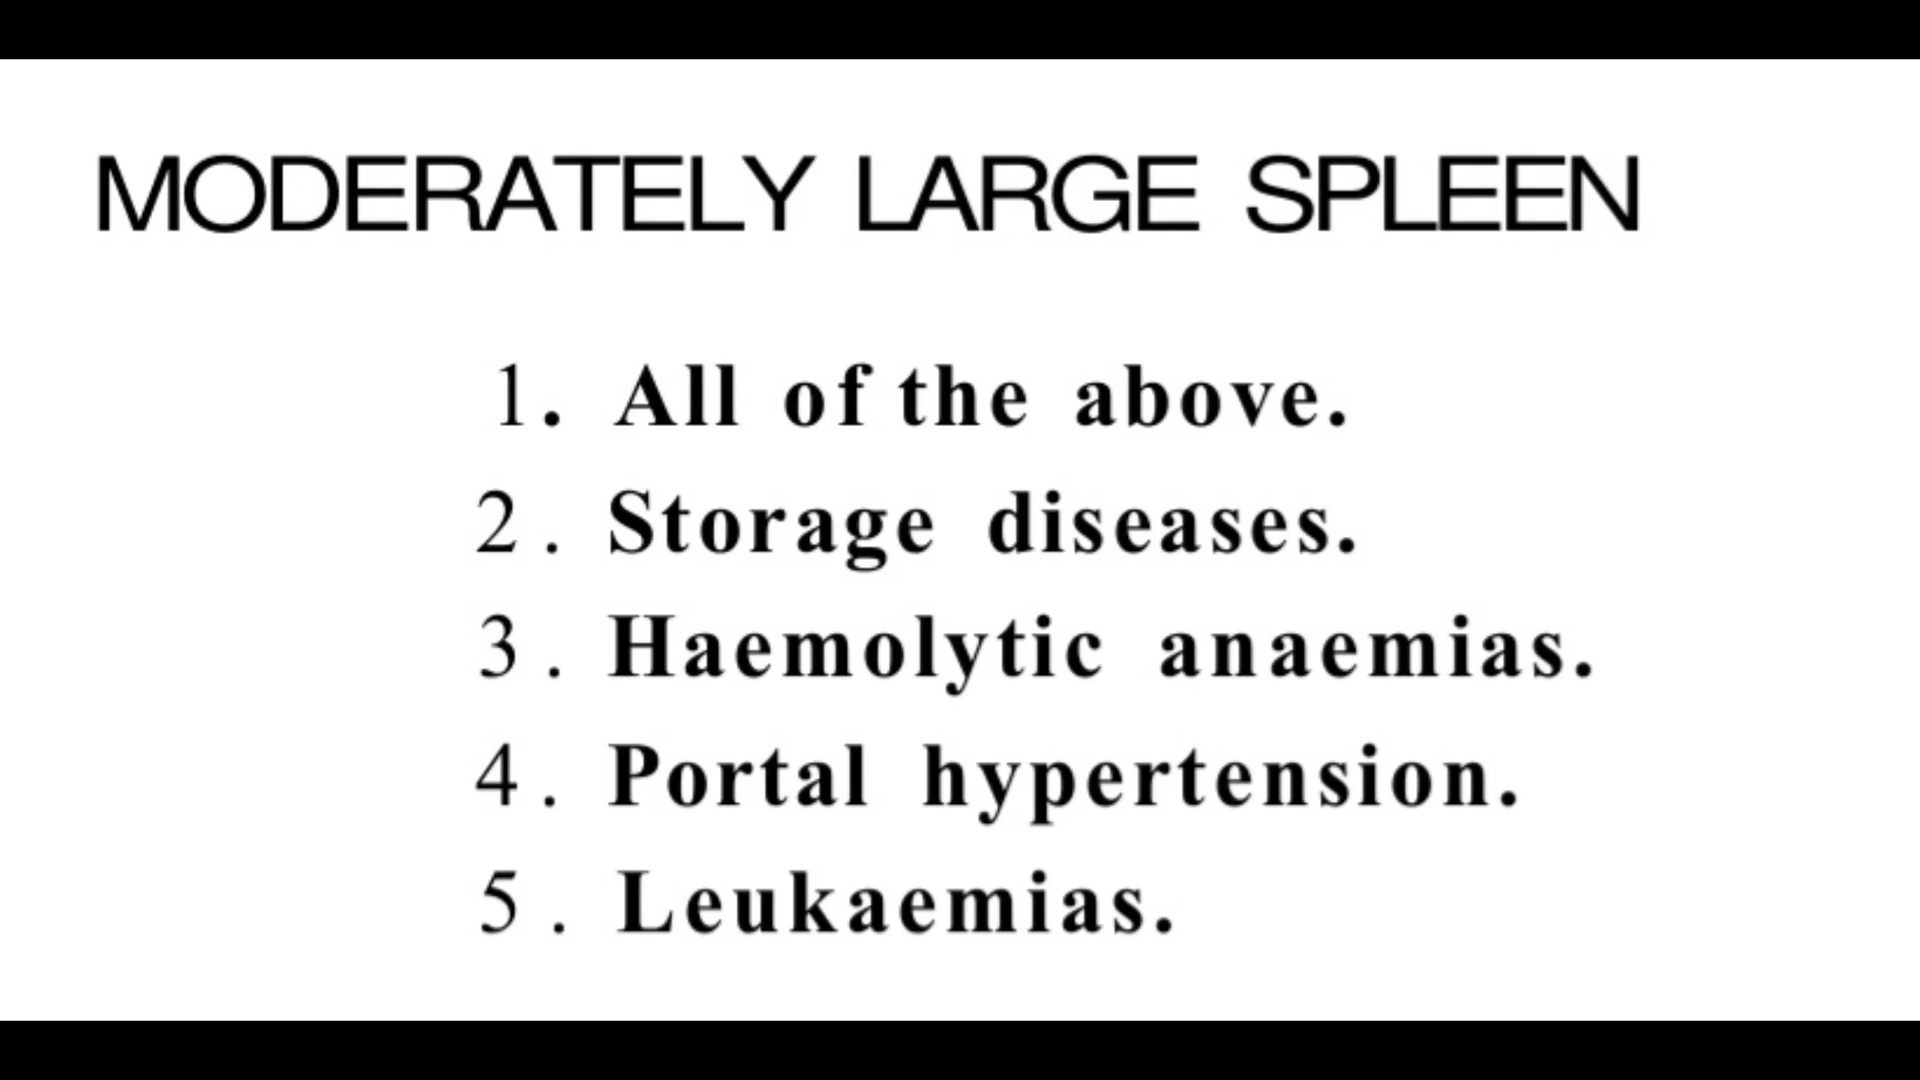 MODERATELY LARGE SPLEEN
1. All of the above.
2. Storage diseases.
3. Haemolytic anaemias.
4. Portal hypertension.
5. Leukaemias.